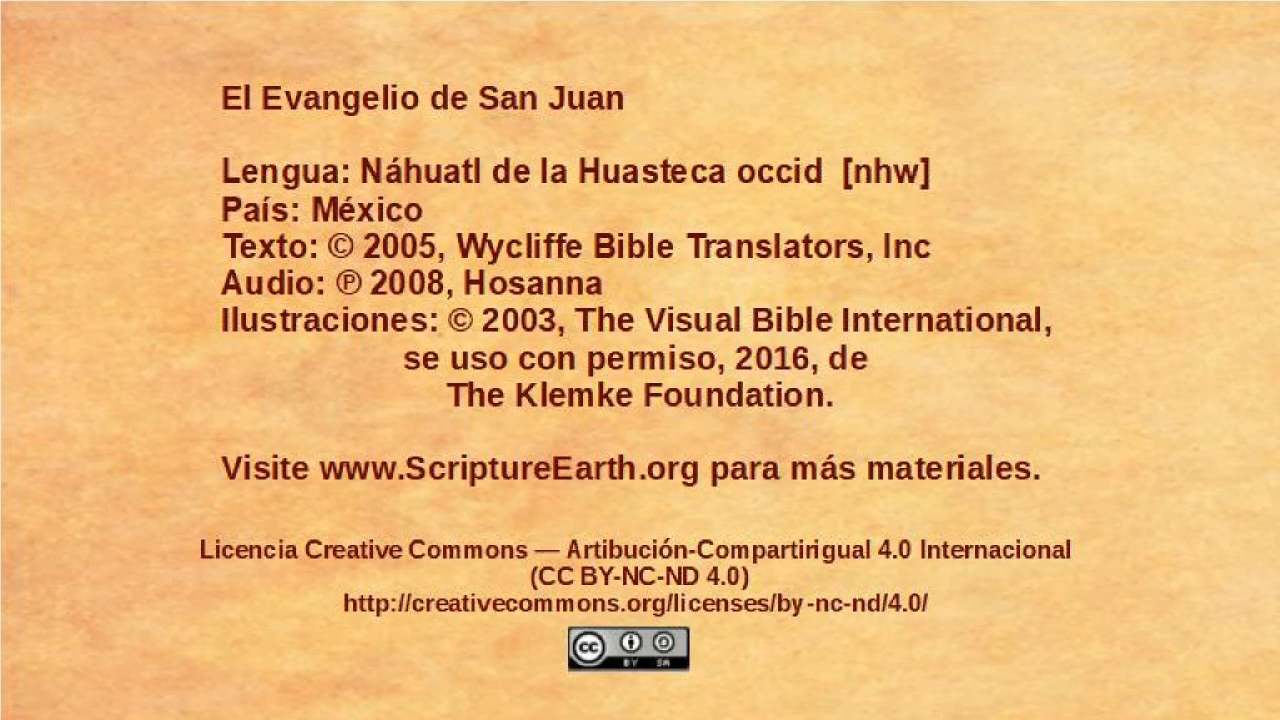 El Evangelio de San Juan
Lengua: Náhuatl de la Huasteca occid [nhw]
País: México
Texto: © 2005, Wycliffe Bible Translators, Inc
Audio: ℗ 2008, Hosanna
Ilustraciones: © 2003, The Visual Bible International,
se uso con permiso, 2016, de
The Klemke Foundation.
Visite www.ScriptureEarth.org para más materiales.
Licencia Creative Commons — Artibución-Compartirigual 4.0 Internacional
(CC BY-NC-ND 4.0)
http://creativecommons.org/licenses/by-nc-nd/4.0/
cc BY SA